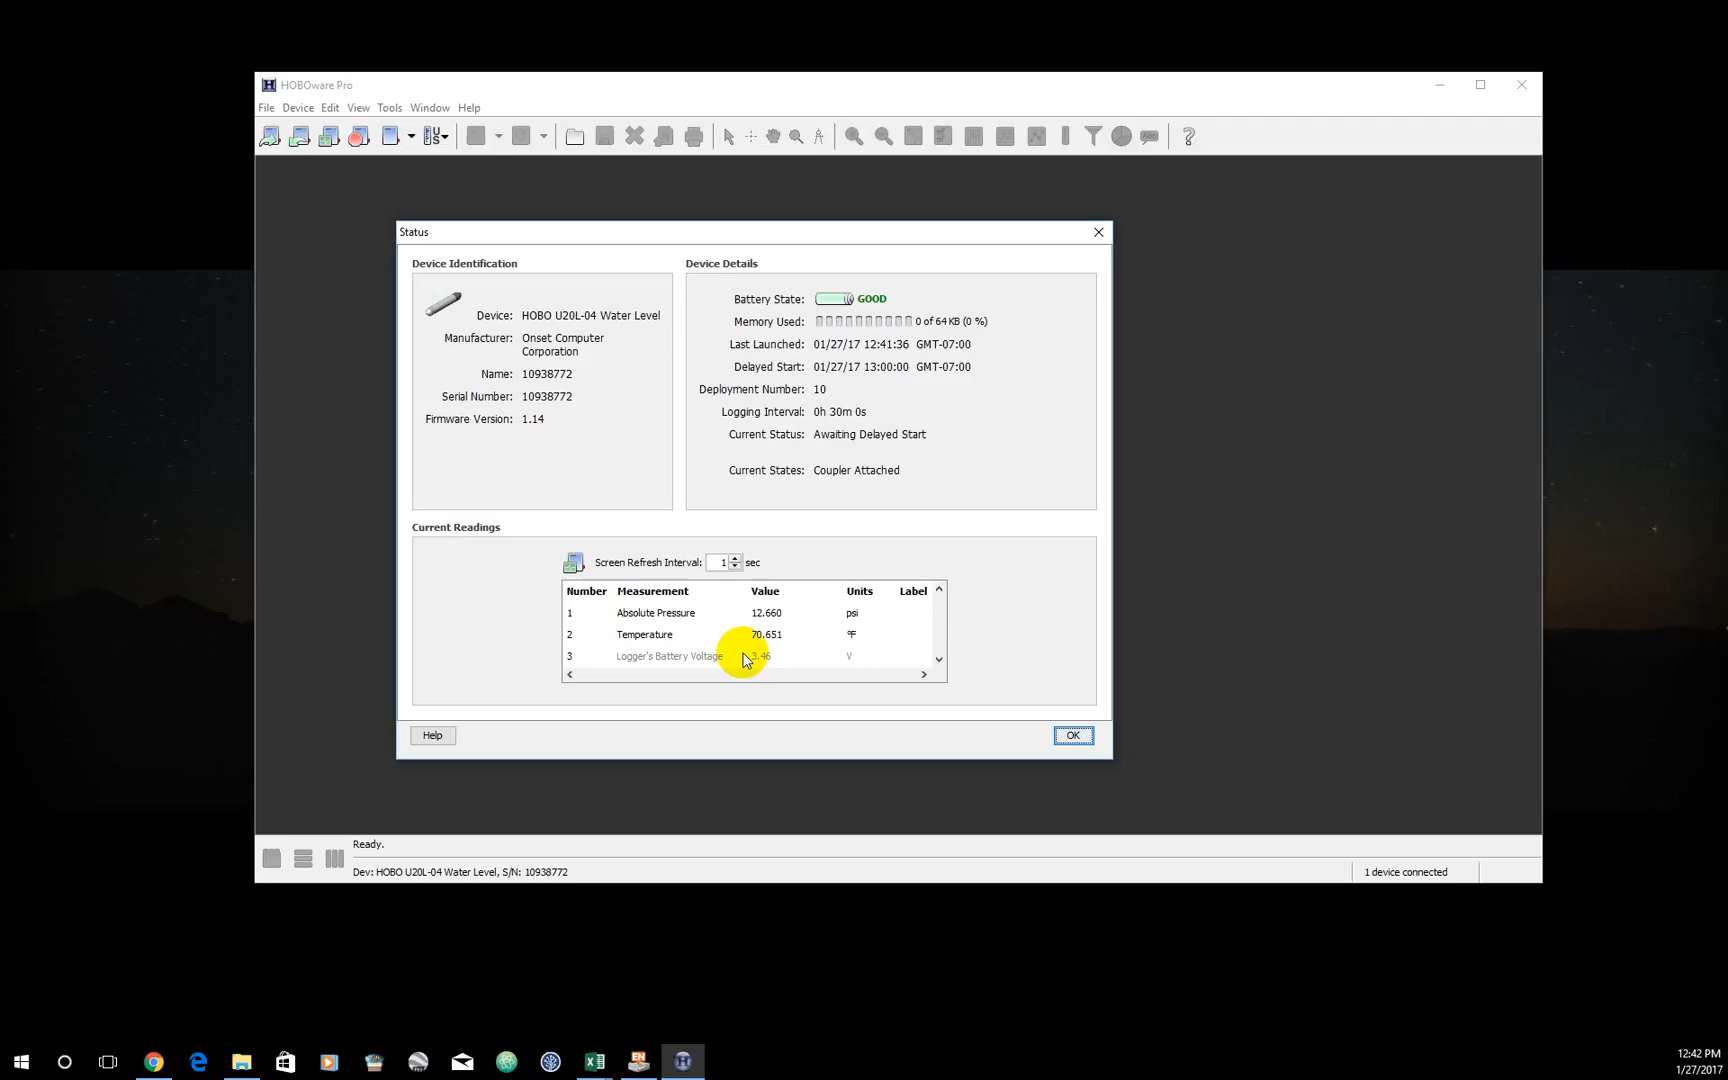 HOBOware Pro
File Device Edit View Tools Window Help
Status
Device Identification
Device: HOBO U20L-04 Water Level
Manufacturer: Onset Computer
Corporation
Name: 10938772
Serial Number: 10938772
Firmware Version: 1.14
Device Details
Battery State: GOOD
Memory Used: 0 of 64 KB (0 %)
Last Launched: 01/27/17 12:41:36 GMT-07:00
Delayed Start: 01/27/17 13:00:00 GMT-07:00
Deployment Number: 10
Logging Interval: 0h 30m 0s
Current Status: Awaiting Delayed Start
Current States: Coupler Attached
Current Readings
Screen Refresh Interval: 1 sec
Number Measurement Value Units Label
1 Absolute Pressure 12.660 psi
2 Temperature 70.651 °F
3 Logger's Battery Voltage 3.46 V
Help OK
Ready.
Dev: HOBO U20L-04 Water Level, S/N: 10938772 1 device connected
12:42 PM
1/27/2017